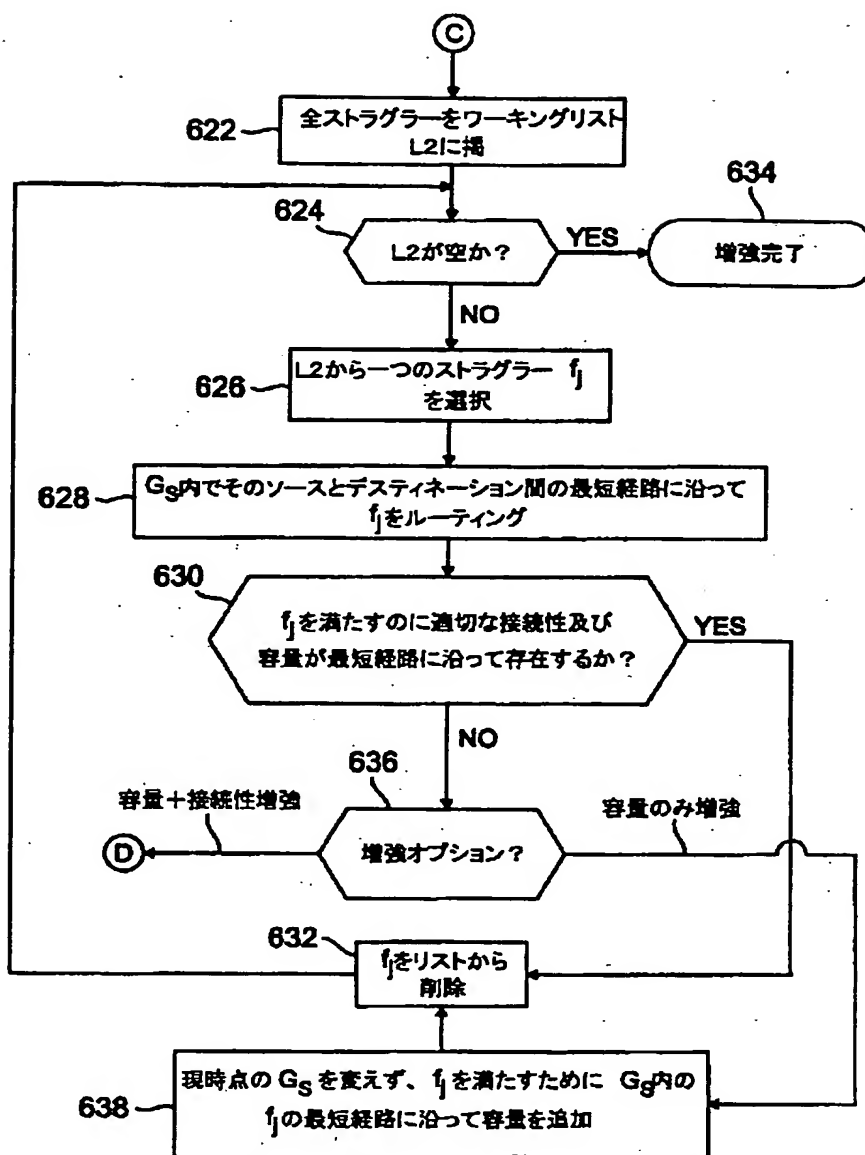 C
622
全ストラグラーをワーキングリスト
L2に掲
634
624
L2が空か？
YES
増強完了
NO
626
L2から一つのストラグラー fj
を選択
628
GS内でそのソースとデスティネーション間の最短経路に沿って
fjをルーティング
630
fjを満たすのに適切な接続性及び
容量が最短経路に沿って存在するか？
YES
NO
636
容量＋接続性増強
容量のみ増強
D
増強オプション？
632
fjをリストから
削除
638
現時点のGSを変えず、fjを満たすために GS内の
fjの最短経路に沿って容量を追加